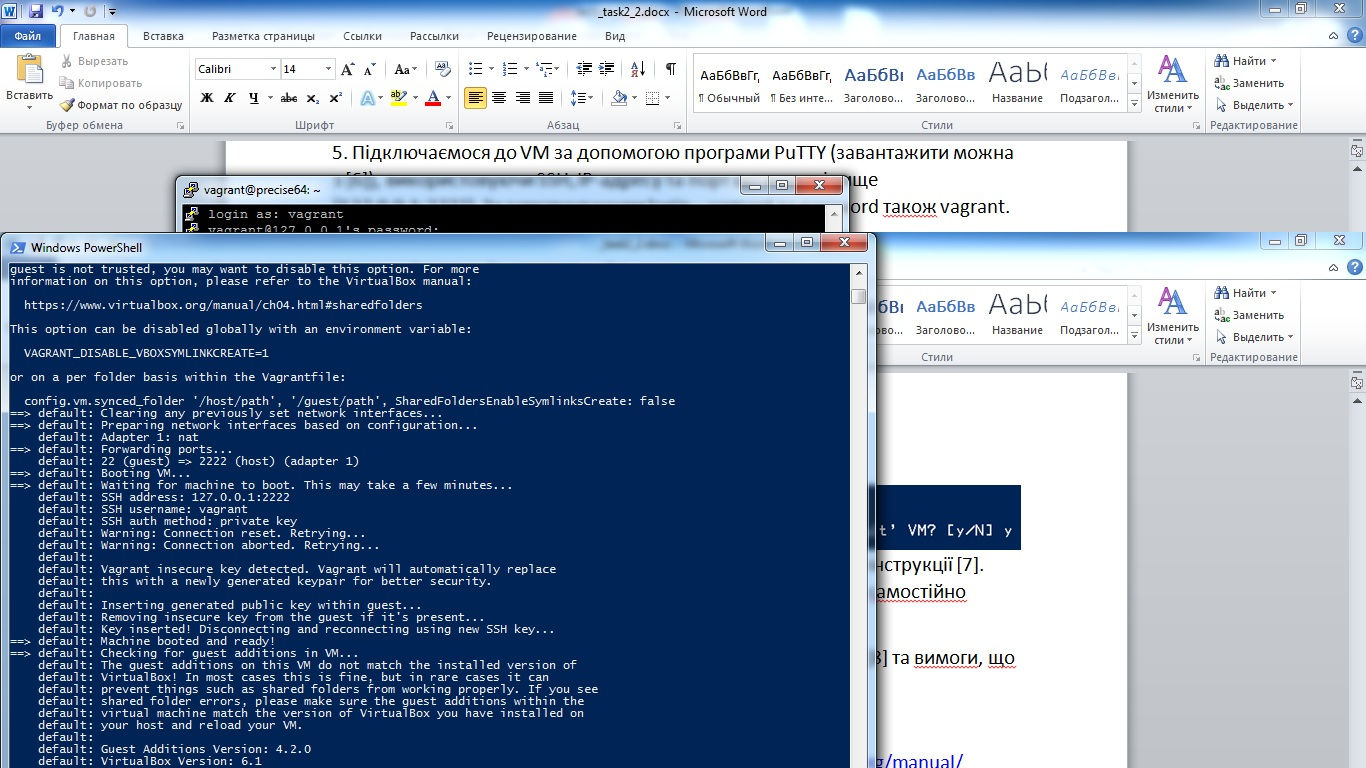 _task2_2.docx - Microsoft Word
Файл Главная Вставка Разметка страницы Ссылки Рассылки Рецензирование Вид
Вставить
Вырезать
Копировать
Формат по образцу
Буфер обмена
Calibri 14
Ж К Ч abc x₂ x²
Шрифт
Абзац
АаБбВвГг, АаБбВвГг, АаБбВı АаБбВв АаБ АаБбВвı
¶ Обычный ¶ Без инте... Заголово... Заголово... Название Подзагол...
Изменить стили
Стили
Найти
Заменить
Выделить
Редактирование
5. Підключаємося до VM за допомогою програми PuTTY (завантажити можна
ище
ord також vagrant.
vagrant@precise64: ~
login as: vagrant
vagrant@127.0.0.1's password:
Windows PowerShell
guest is not trusted, you may want to disable this option. For more
information on this option, please refer to the VirtualBox manual:
https://www.virtualbox.org/manual/ch04.html#sharedfolders
This option can be disabled globally with an environment variable:
VAGRANT_DISABLE_VBOXSYMLINKCREATE=1
or on a per folder basis within the Vagrantfile:
config.vm.synced_folder '/host/path', '/guest/path', SharedFoldersEnableSymlinksCreate: false
==> default: Clearing any previously set network interfaces...
==> default: Preparing network interfaces based on configuration...
default: Adapter 1: nat
==> default: Forwarding ports...
default: 22 (guest) => 2222 (host) (adapter 1)
==> default: Booting VM...
==> default: Waiting for machine to boot. This may take a few minutes...
default: SSH address: 127.0.0.1:2222
default: SSH username: vagrant
default: SSH auth method: private key
default: Warning: Connection reset. Retrying...
default: Warning: Connection aborted. Retrying...
default:
default: Vagrant insecure key detected. Vagrant will automatically replace
default: this with a newly generated keypair for better security.
default:
default: Inserting generated public key within guest...
default: Removing insecure key from the guest if it's present...
default: Key inserted! Disconnecting and reconnecting using new SSH key...
==> default: Machine booted and ready!
==> default: Checking for guest additions in VM...
default: The guest additions on this VM do not match the installed version of
default: VirtualBox! In most cases this is fine, but in rare cases it can
default: prevent things such as shared folders from working properly. If you see
default: shared folder errors, please make sure the guest additions within the
default: virtual machine match the version of VirtualBox you have installed on
default: your host and reload your VM.
default:
default: Guest Additions Version: 4.2.0
default: VirtualBox Version: 6.1
АаБбВв АаБ АаБбВвı
Заголово... Название Подзагол...
Изменить стили
Стили
Найти
Заменить
Выделить
Редактирование
t' VM? [y/N] y
нструкції [7].
амостійно
3] та вимоги, що
g/manual/